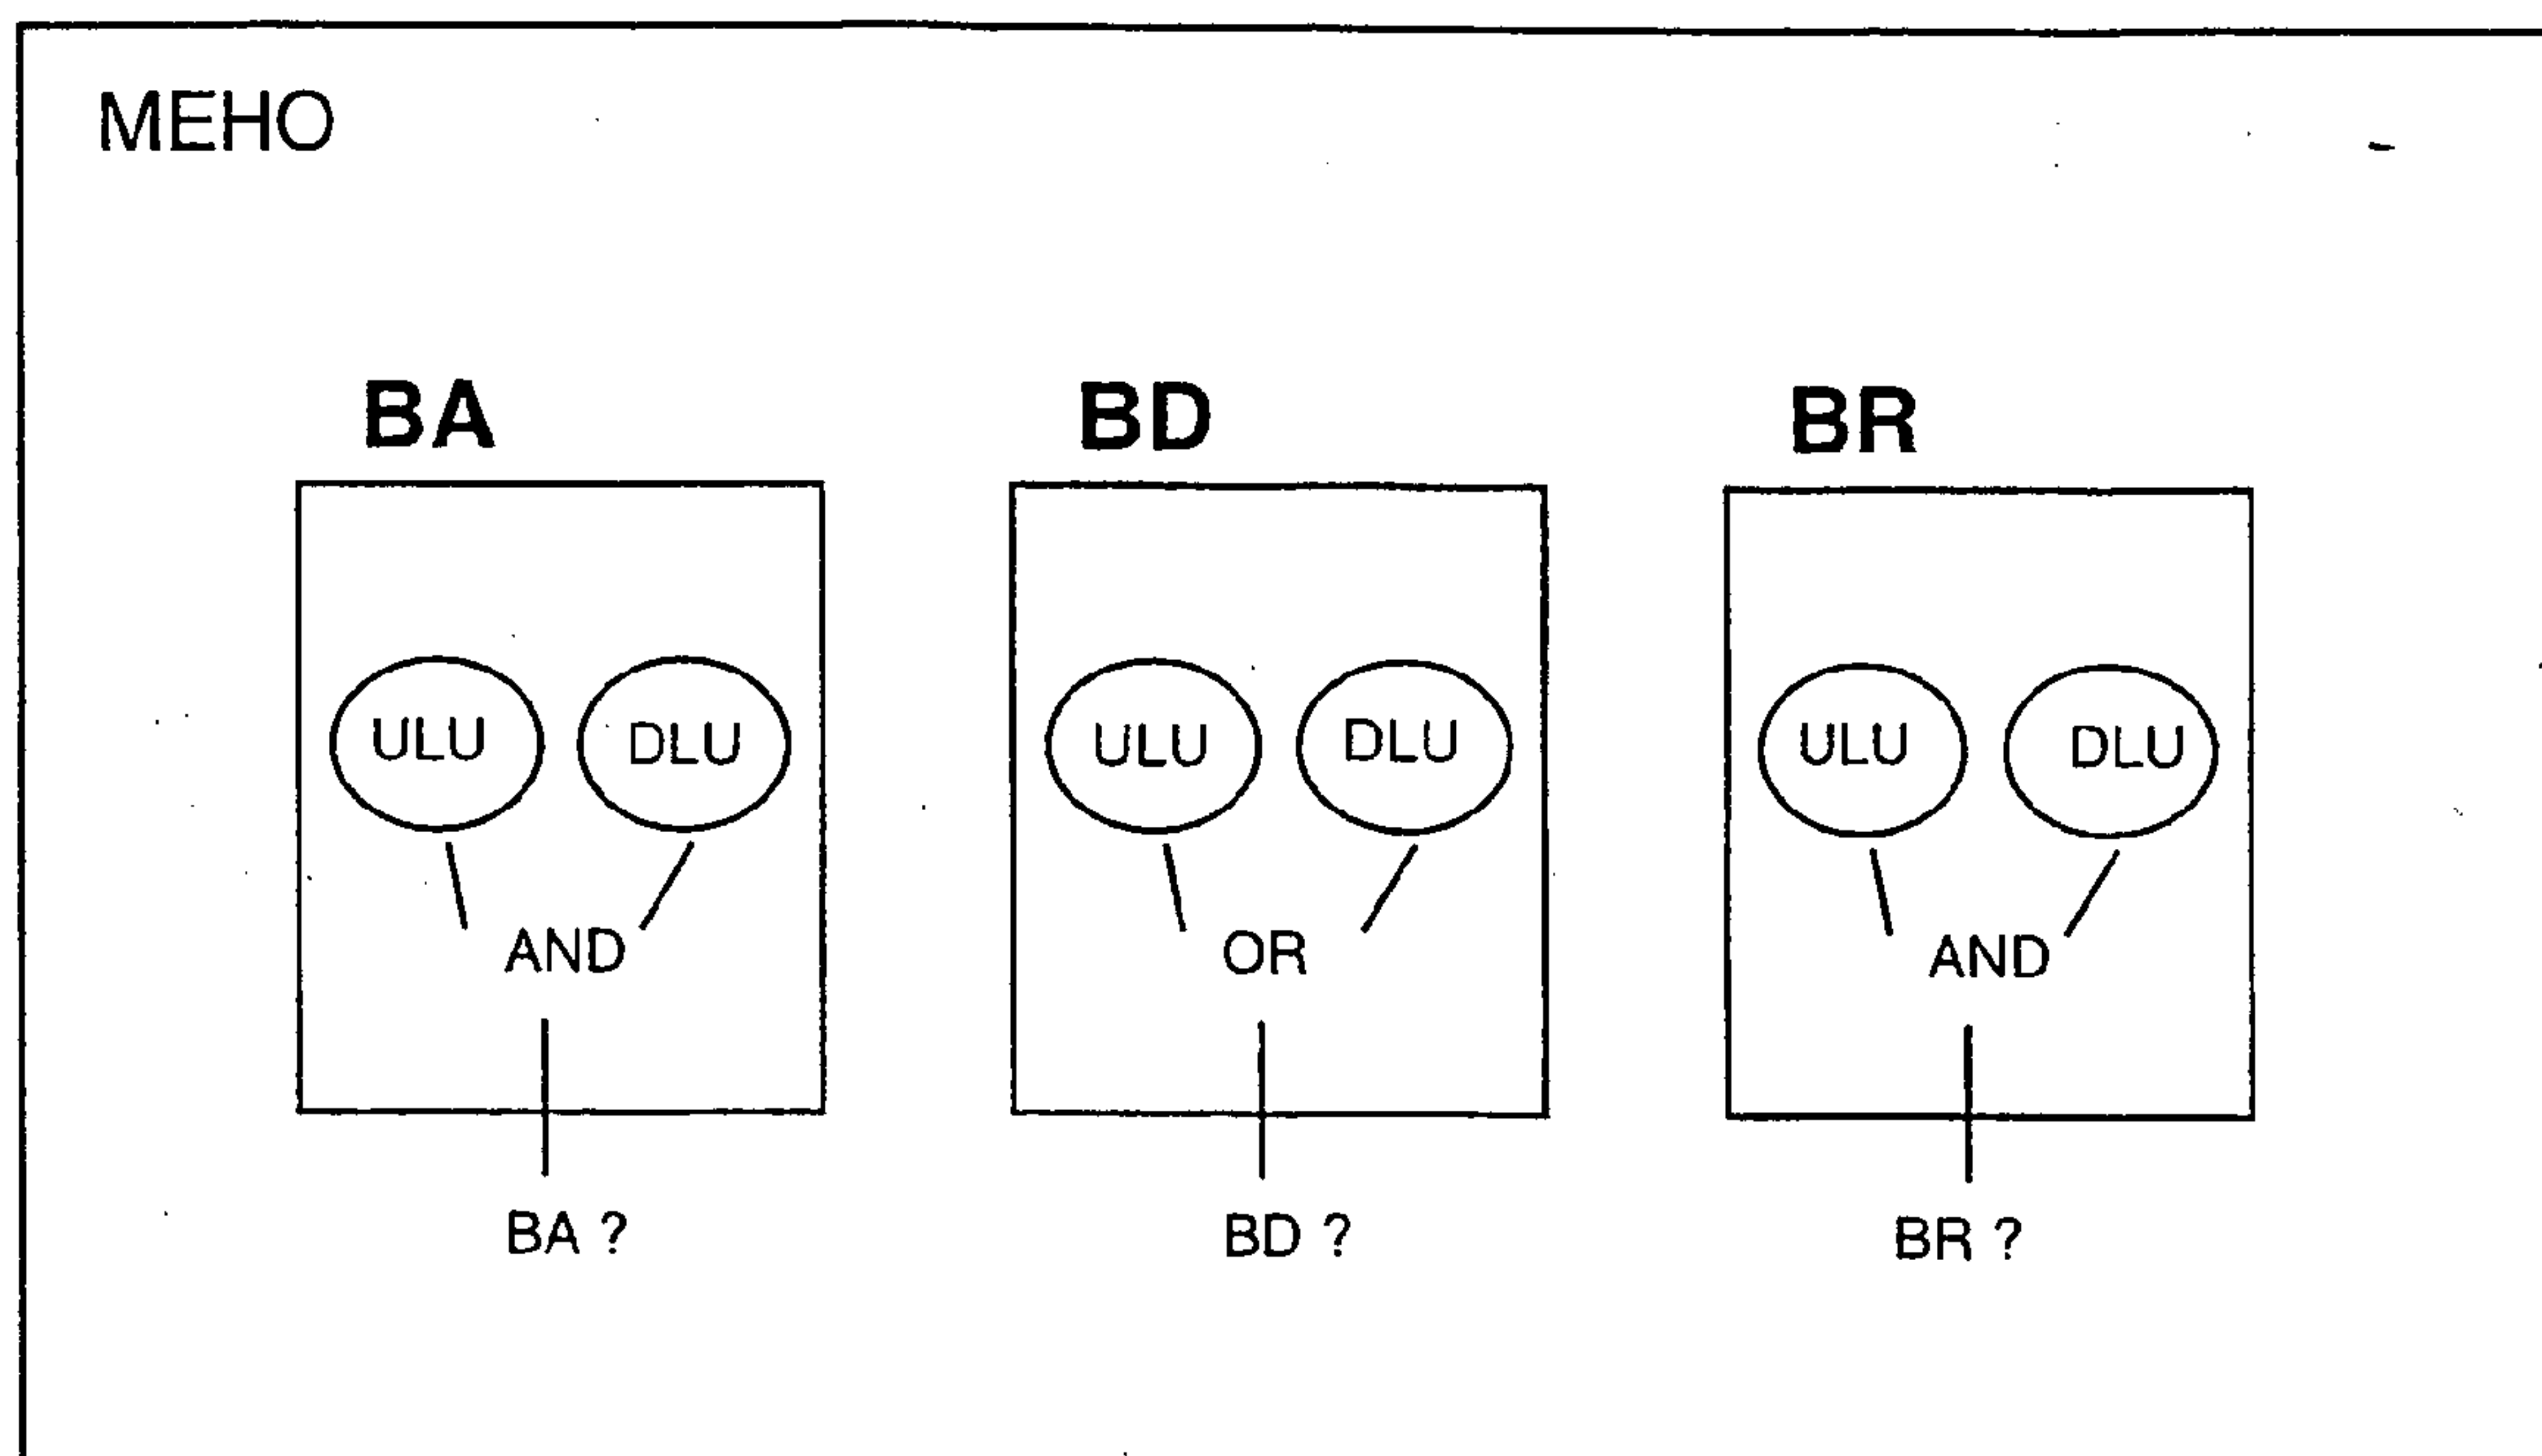 MEHO
BA BD BR
ULU DLU ULU DLU ULU DLU
AND OR AND
BA ? BD ? BR ?